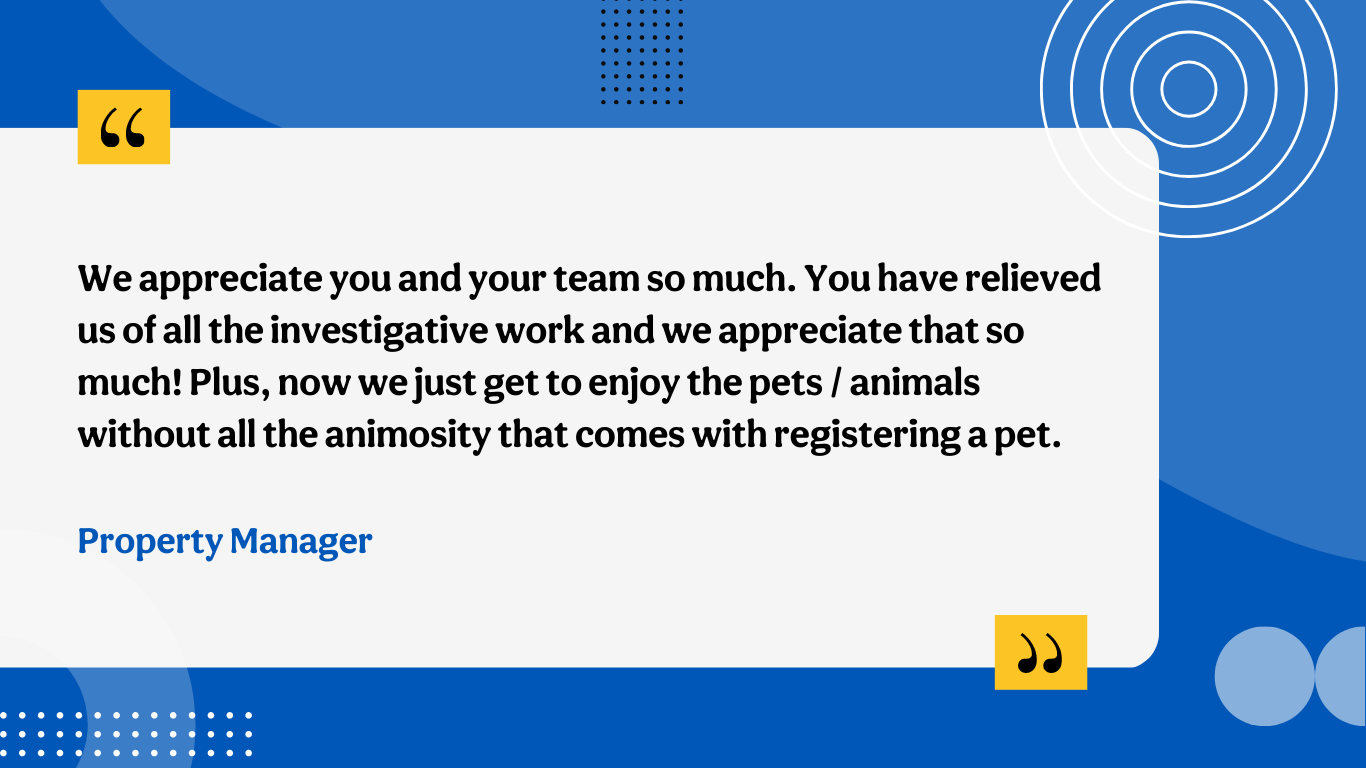 “
We appreciate you and your team so much. You have relieved
us of all the investigative work and we appreciate that so
much! Plus, now we just get to enjoy the pets / animals
without all the animosity that comes with registering a pet.
Property Manager
”